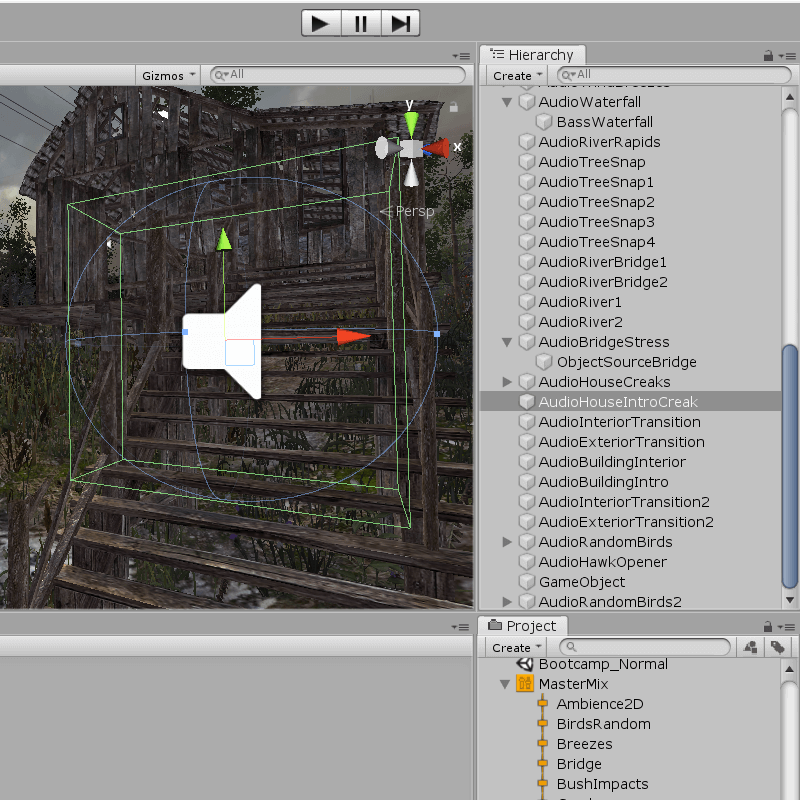 Hierarchy
Gizmos
All
Create
All
AudioWaterfall
BassWaterfall
AudioRiverRapids
AudioTreeSnap
AudioTreeSnap1
AudioTreeSnap2
AudioTreeSnap3
AudioTreeSnap4
AudioRiverBridge1
AudioRiverBridge2
AudioRiver1
AudioRiver2
AudioBridgeStress
ObjectSourceBridge
AudioHouseCreaks
AudioHouseIntroCreak
AudioInteriorTransition
AudioExteriorTransition
AudioBuildingInterior
AudioBuildingIntro
AudioInteriorTransition2
AudioExteriorTransition2
AudioRandomBirds
AudioHawkOpener
GameObject
AudioRandomBirds2
y
x
Persp
Project
Create
Bootcamp_Normal
MasterMix
Ambience2D
BirdsRandom
Breezes
Bridge
BushImpacts